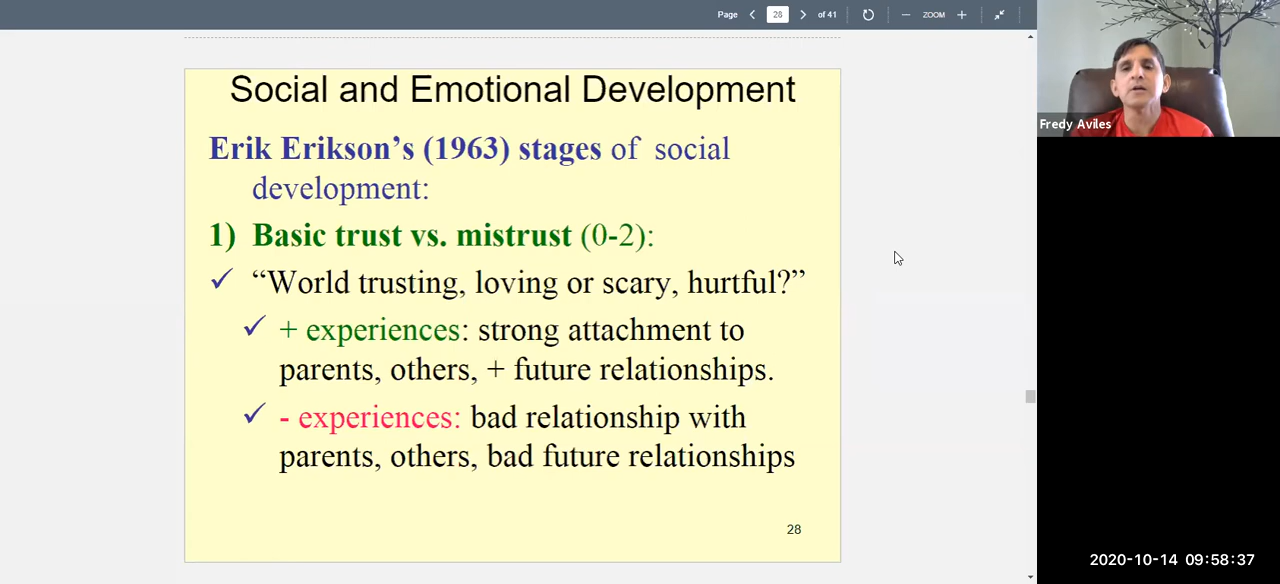 Page 28 of 41 ZOOM
Social and Emotional Development
Erik Erikson's (1963) stages of social
development:
1) Basic trust vs. mistrust (0-2):
“World trusting, loving or scary, hurtful?”
+ experiences: strong attachment to
parents, others, + future relationships.
- experiences: bad relationship with
parents, others, bad future relationships
28
Fredy Aviles
2020-10-14 09:58:37